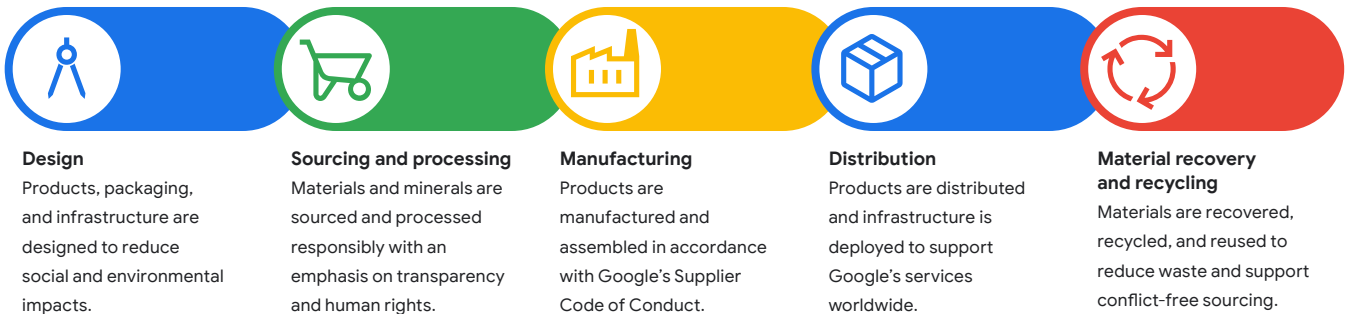 Design
Products, packaging,
and infrastructure are
designed to reduce
social and environmental
impacts.
Sourcing and processing
Materials and minerals are
sourced and processed
responsibly with an
emphasis on transparency
and human rights.
Manufacturing
Products are
manufactured and
assembled in accordance
with Google’s Supplier
Code of Conduct.
Distribution
Products are distributed
and infrastructure is
deployed to support
Google’s services
worldwide.
Material recovery
and recycling
Materials are recovered,
recycled, and reused to
reduce waste and support
conflict-free sourcing.